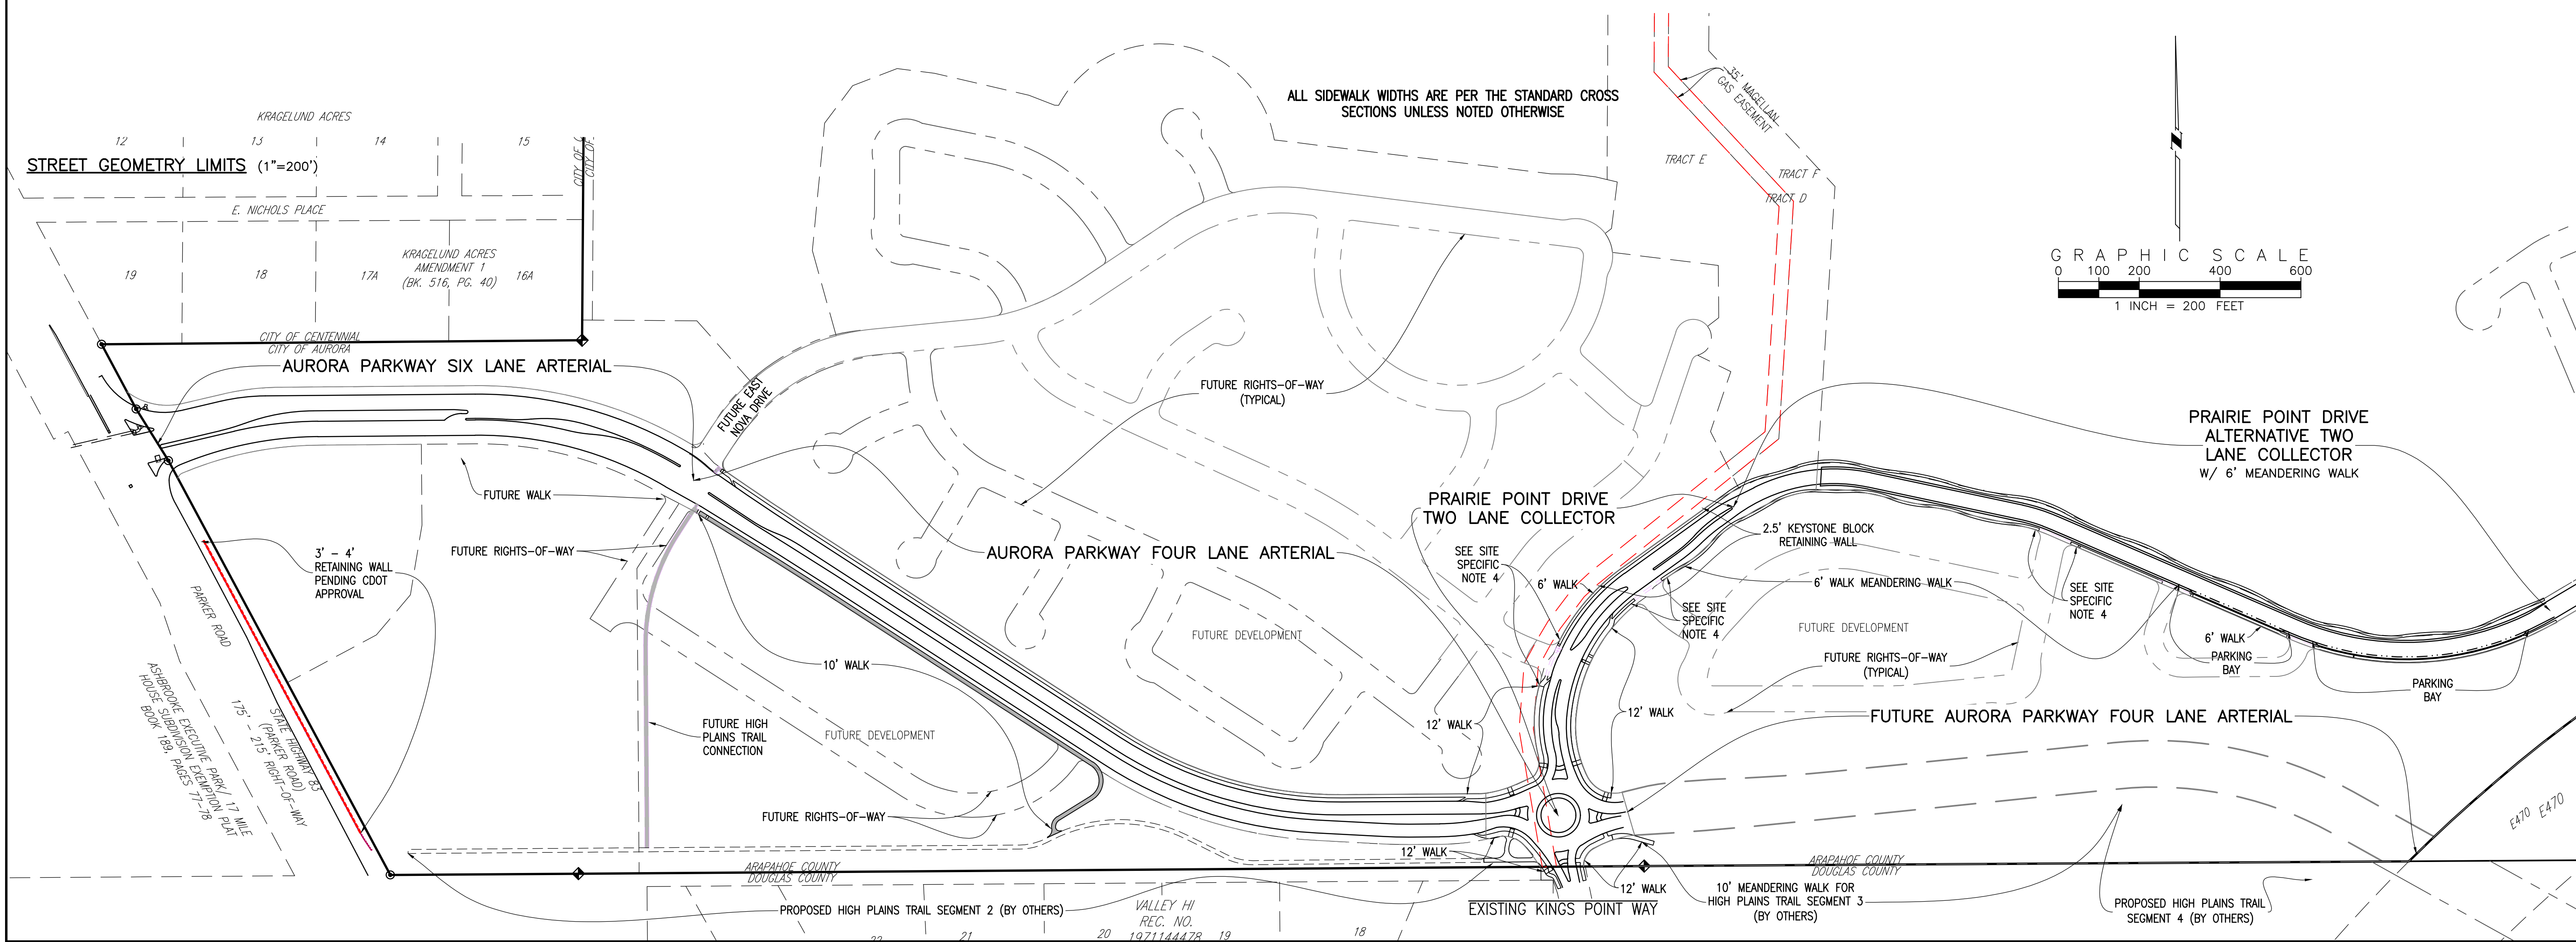 KRAGELUND ACRES
12
13
14
15
STREET GEOMETRY LIMITS (1"=200')
CITY OF
E. NICHOLS PLACE
19
18
17A
KRAGELUND ACRES
AMENDMENT 1
(BK. 516, PG. 40)
16A
CITY OF CENTENNIAL
CITY OF AURORA
AURORA PARKWAY SIX LANE ARTERIAL
ALL SIDEWALK WIDTHS ARE PER THE STANDARD CROSS
SECTIONS UNLESS NOTED OTHERWISE
35' MAGELLAN
GAS EASEMENT
TRACT E
TRACT F
TRACT D
N
GRAPHIC SCALE
0 100 200 400 600
1 INCH = 200 FEET
FUTURE EAST
NOVA DRIVE
FUTURE RIGHTS-OF-WAY
(TYPICAL)
PRAIRIE POINT DRIVE
ALTERNATIVE TWO
LANE COLLECTOR
W/ 6' MEANDERING WALK
FUTURE WALK
FUTURE RIGHTS-OF-WAY
3' - 4'
RETAINING WALL
PENDING CDOT
APPROVAL
AURORA PARKWAY FOUR LANE ARTERIAL
PRAIRIE POINT DRIVE
TWO LANE COLLECTOR
2.5' KEYSTONE BLOCK
RETAINING WALL
SEE SITE
SPECIFIC
NOTE 4
6' WALK
6' WALK MEANDERING WALK
SEE SITE
SPECIFIC
NOTE 4
SEE SITE
SPECIFIC
NOTE 4
PARKER ROAD
FUTURE DEVELOPMENT
FUTURE DEVELOPMENT
6' WALK
PARKING
BAY
10' WALK
FUTURE RIGHTS-OF-WAY
(TYPICAL)
PARKING
BAY
ASHBROOKE EXECUTIVE PARK/ 17 MILE
HOUSE SUBDIVISION EXEMPTION PLAT
BOOK 189, PAGES 77-78
STATE HIGHWAY 83
(PARKER ROAD)
175' - 215' RIGHT-OF-WAY
FUTURE HIGH
PLAINS TRAIL
CONNECTION
FUTURE DEVELOPMENT
12' WALK
12' WALK
FUTURE AURORA PARKWAY FOUR LANE ARTERIAL
FUTURE RIGHTS-OF-WAY
E470 E470
12' WALK
ARAPAHOE COUNTY
DOUGLAS COUNTY
ARAPAHOE COUNTY
DOUGLAS COUNTY
12' WALK
PROPOSED HIGH PLAINS TRAIL SEGMENT 2 (BY OTHERS)
VALLEY HI
REC. NO.
1971144478
EXISTING KINGS POINT WAY
10' MEANDERING WALK FOR
HIGH PLAINS TRAIL SEGMENT 3
(BY OTHERS)
PROPOSED HIGH PLAINS TRAIL
SEGMENT 4 (BY OTHERS)
22
21
20
19
18